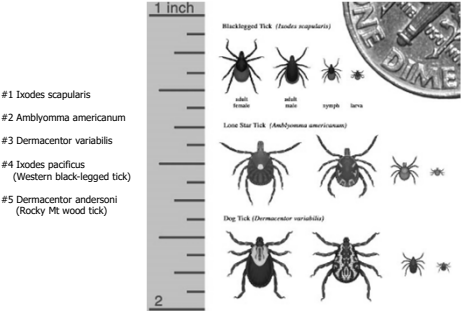 1 inch
Blacklegged Tick (Ixodes scapularis)
ONE DIME
adult female
adult male
nymph
larva
#1 Ixodes scapularis
#2 Amblyomma americanum
#3 Dermacentor variabilis
#4 Ixodes pacificus
(Western black-legged tick)
#5 Dermacentor andersoni
(Rocky Mt wood tick)
Lone Star Tick (Amblyomma americanum)
Dog Tick (Dermacentor variabilis)
2